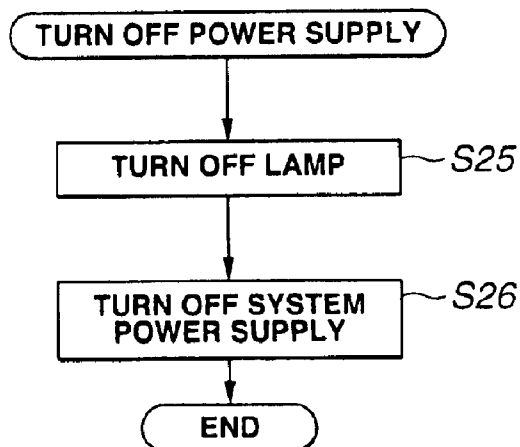 TURN OFF POWER SUPPLY
TURN OFF LAMP
S25
TURN OFF SYSTEM
POWER SUPPLY
S26
END